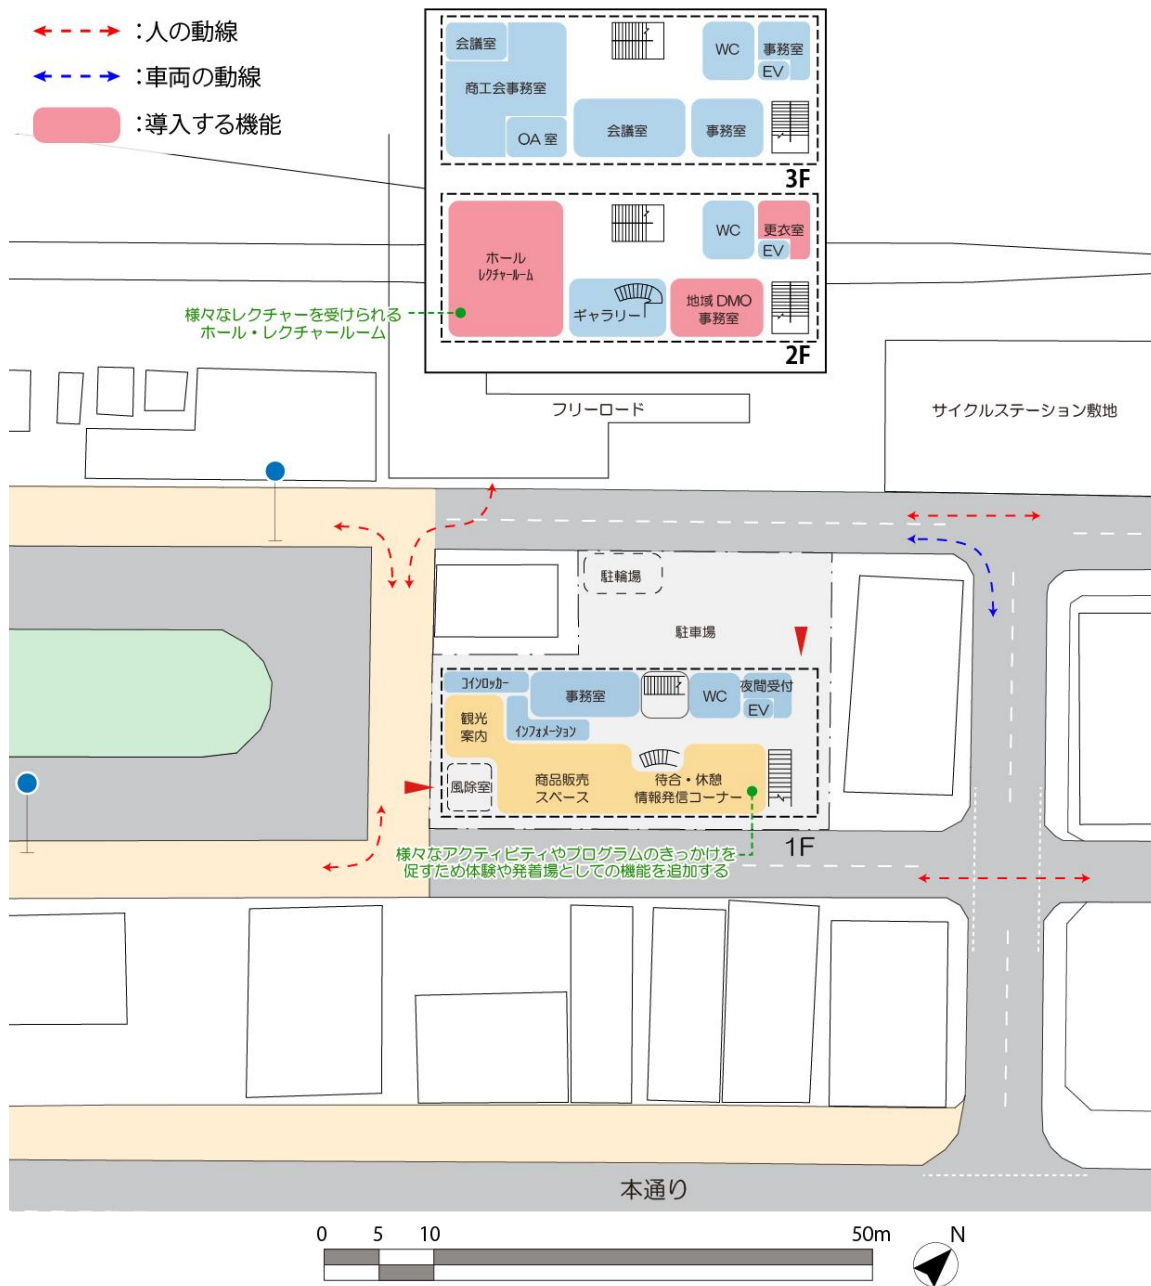 ：人の動線
：車両の動線
：導入する機能
会議室
商工会事務室
OA 室
会議室
事務室
WC
事務室
EV
3F
ホール
レクチャールーム
WC
更衣室
EV
ギャラリー
地域 DMO
事務室
2F
様々なレクチャーを受けられる
ホール・レクチャールーム
フリーロード
サイクルステーション敷地
駐輪場
駐車場
コインロッカー
事務室
WC
夜間受付
EV
観光
案内
インフォメーション
風除室
商品販売
スペース
待合・休憩
情報発信コーナー
1F
様々なアクティビティやプログラムのきっかけを
促すため体験や発着場としての機能を追加する
本通り
0 5 10 50m
N